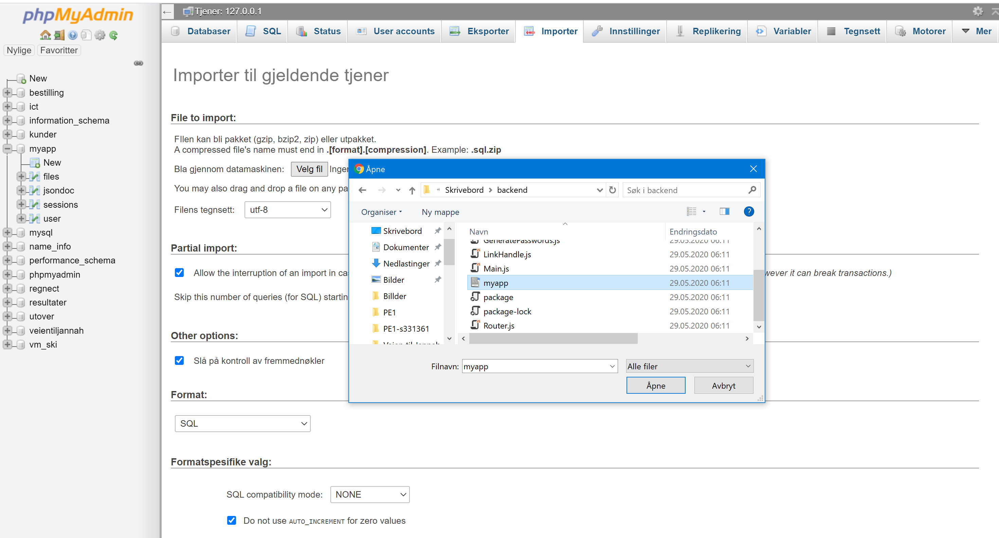 phpMyAdmin
Nylige
Favoritter
New
bestilling
ict
information_schema
kunder
myapp
New
files
jsondoc
sessions
user
mysql
name_info
performance_schema
phpmyadmin
regnect
resultater
utover
veientiljannah
vm_ski
Tjener: 127.0.0.1
Databaser
SQL
Status
User accounts
Eksporter
Importer
Innstillinger
Replikering
Variabler
Tegnsett
Motorer
Mer
Importer til gjeldende tjener
File to import:
FIlen kan bli pakket (gzip, bzip2, zip) eller utpakket.
A compressed file's name must end in .[format].[compression]. Example: .sql.zip
Bla gjennom datamaskinen: Velg fil
You may also drag and drop a file on any
Filens tegnsett: utf-8
Partial import:
Allow the interruption of an import in
it can break transactions.)
Skip this number of queries (for SQL)
Other options:
Slå på kontroll av fremmednøkler
Format:
SQL
Formatspesifike valg:
SQL compatibility mode: NONE
Do not use AUTO_INCREMENT for zero values
Åpne
« Skrivebord > backend
Søk i backend
Organiser
Ny mappe
?
Skrivebord
Dokumenter
Nedlastinger
Bilder
Billder
PE1
PE1-s331361
Navn
Endringsdato
GeneratePasswords.js 29.05.2020 06:11
LinkHandle.js 29.05.2020 06:11
Main.js 29.05.2020 06:11
myapp 29.05.2020 06:11
package 29.05.2020 06:11
package-lock 29.05.2020 06:11
Router.js 29.05.2020 06:11
Filnavn: myapp
Alle filer
Åpne
Avbryt